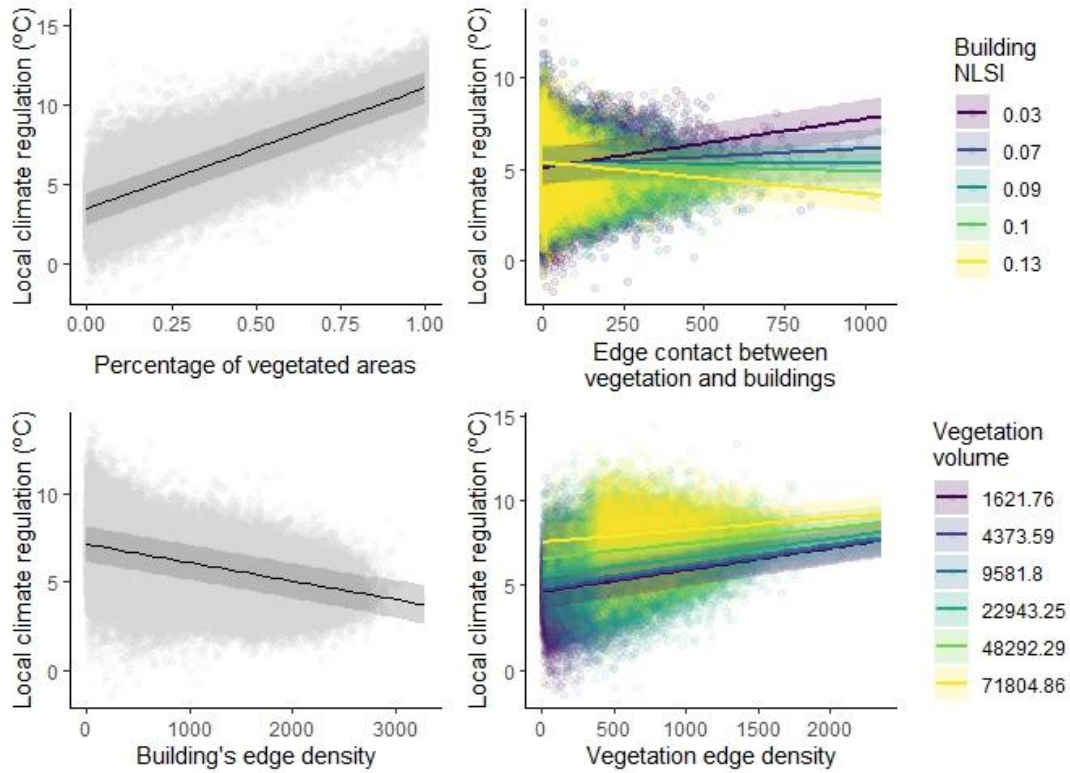 Local climate regulation (ºC)
15
10
5
0
0.00 0.25 0.50 0.75 1.00
Percentage of vegetated areas
Local climate regulation (ºC)
10
5
0
0 250 500 750 1000
Edge contact between
vegetation and buildings
Building
NLSI
0.03
0.07
0.09
0.1
0.13
Local climate regulation (ºC)
10
5
0
0 1000 2000 3000
Building's edge density
Local climate regulation (ºC)
15
10
5
0
0 500 1000 1500 2000
Vegetation edge density
Vegetation
volume
1621.76
4373.59
9581.8
22943.25
48292.29
71804.86